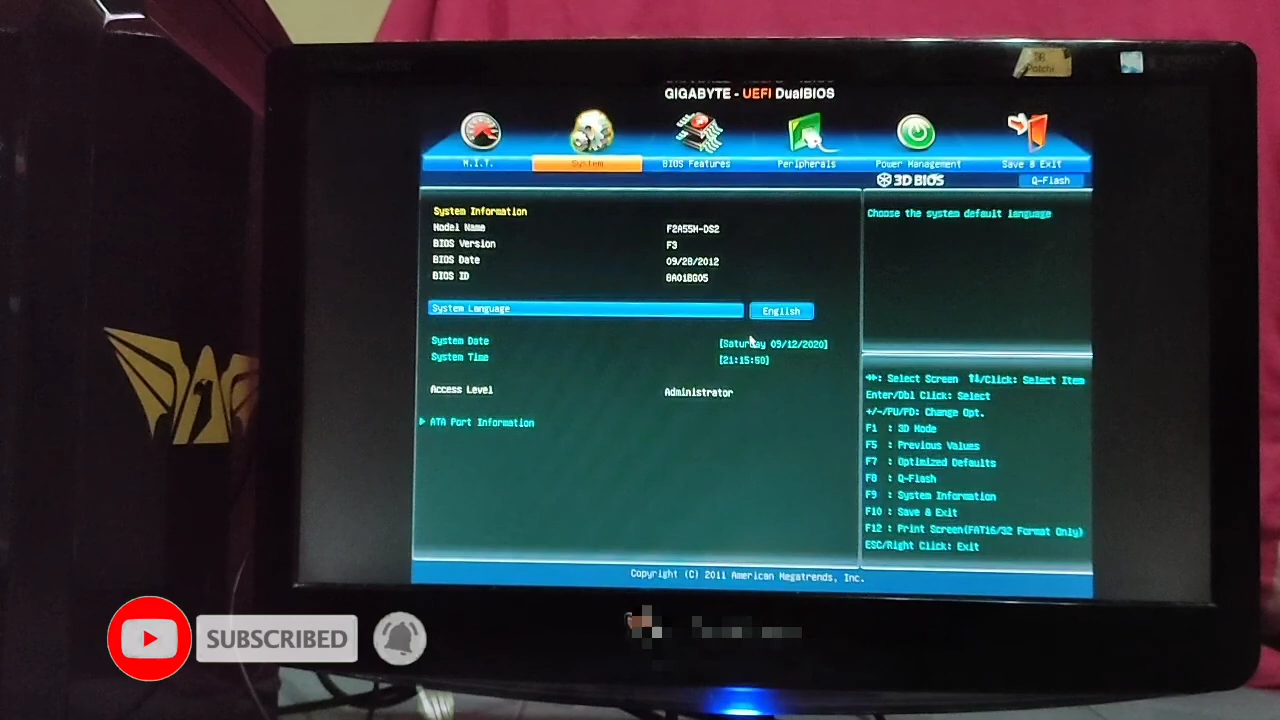 TB
Patchi
GIGABYTE - UEFI DualBIOS
M.I.T.
System
BIOS Features
Peripherals
Power Management
Save & Exit
3D BIOS
Q-Flash
System Information
Model Name F2A55M-DS2
BIOS Version F3
BIOS Date 09/28/2012
BIOS ID 8A01BG05
System Language English
System Date [Saturday 09/12/2020]
System Time [21:15:50]
Access Level Administrator
ATA Port Information
Choose the system default language
: Select Screen ↑↓/Click: Select Item
Enter/Dbl Click: Select
+/-/PU/PD: Change Opt.
F1 : 3D Mode
F5 : Previous Values
F7 : Optimized Defaults
F8 : Q-Flash
F9 : System Information
F10 : Save & Exit
F12 : Print Screen(FAT16/32 Format Only)
ESC/Right Click: Exit
Copyright (C) 2011 American Megatrends, Inc.
SUBSCRIBED